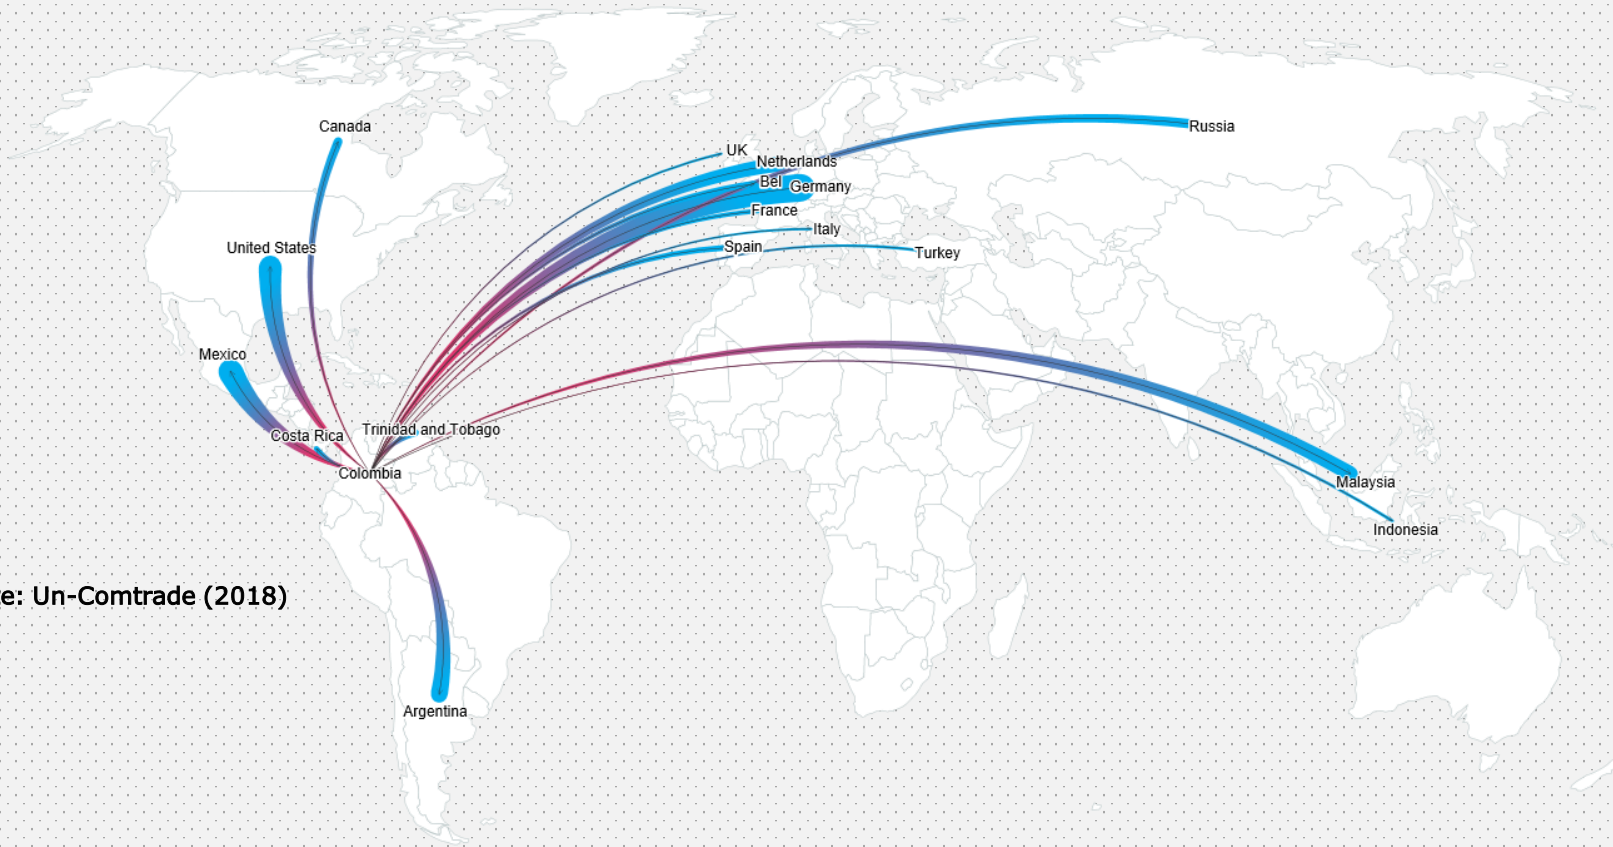 Canada
Russia
UK
Netherlands
Bel
Germany
France
Italy
United States
Spain
Turkey
Mexico
Trinidad and Tobago
Costa Rica
Colombia
Malaysia
Indonesia
e: Un-Comtrade (2018)
Argentina